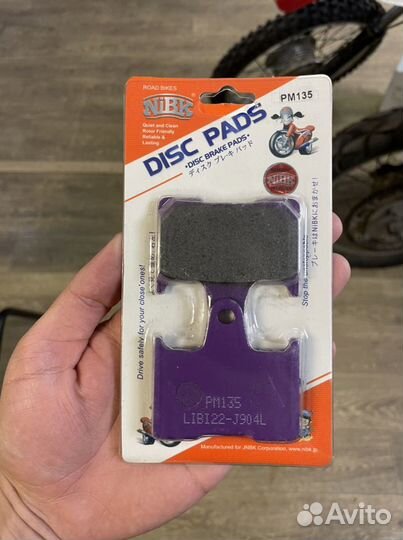 ROAD BIKES
NiBK
Quiet and Clean
Rotor Friendly
Reliable &
Lasting
PM135
DISC PADS
•DISC BRAKE PADS•
ディスク ブレーキ パッド
NiBK
ブレーキはNiBKにおまかせ!
Stop the
Drive safely for your close ones!
PM135
LIBI22-J904L
Manufactured for JNBK Corporation, www.nibk.jp
NiBK
Avito